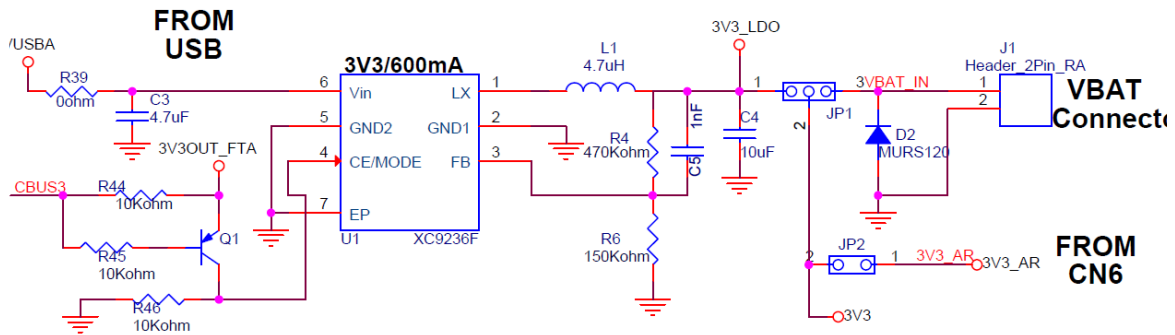 FROM
USB
VUSBA
R39
0ohm
C3
4.7uF
3V3OUT_FTA
CBUS3
R44
10Kohm
R45
10Kohm
Q1
R46
10Kohm
3V3/600mA
6
Vin
5
GND2
4
CE/MODE
7
EP
LX
1
GND1
2
FB
3
U1
XC9236F
L1
4.7uH
R4
470Kohm
1nF
C5
R6
150Kohm
3V3_LDO
C4
10uF
1
2
JP1
3
VBAT_IN
D2
MURS120
J1
Header_2Pin_RA
1
2
VBAT
Connecto
2
JP2
1
3V3_AR
3V3_AR
3V3
FROM
CN6